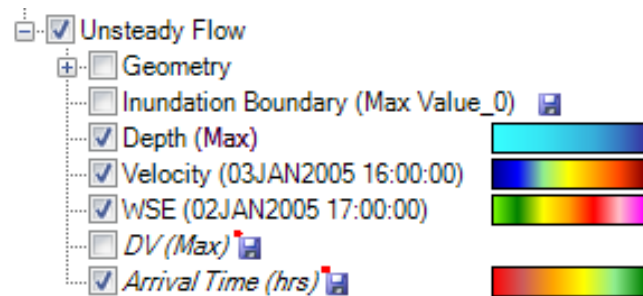 Unsteady Flow
Geometry
Inundation Boundary (Max Value_0)
Depth (Max)
Velocity (03JAN2005 16:00:00)
WSE (02JAN2005 17:00:00)
DV (Max)
Arrival Time (hrs)